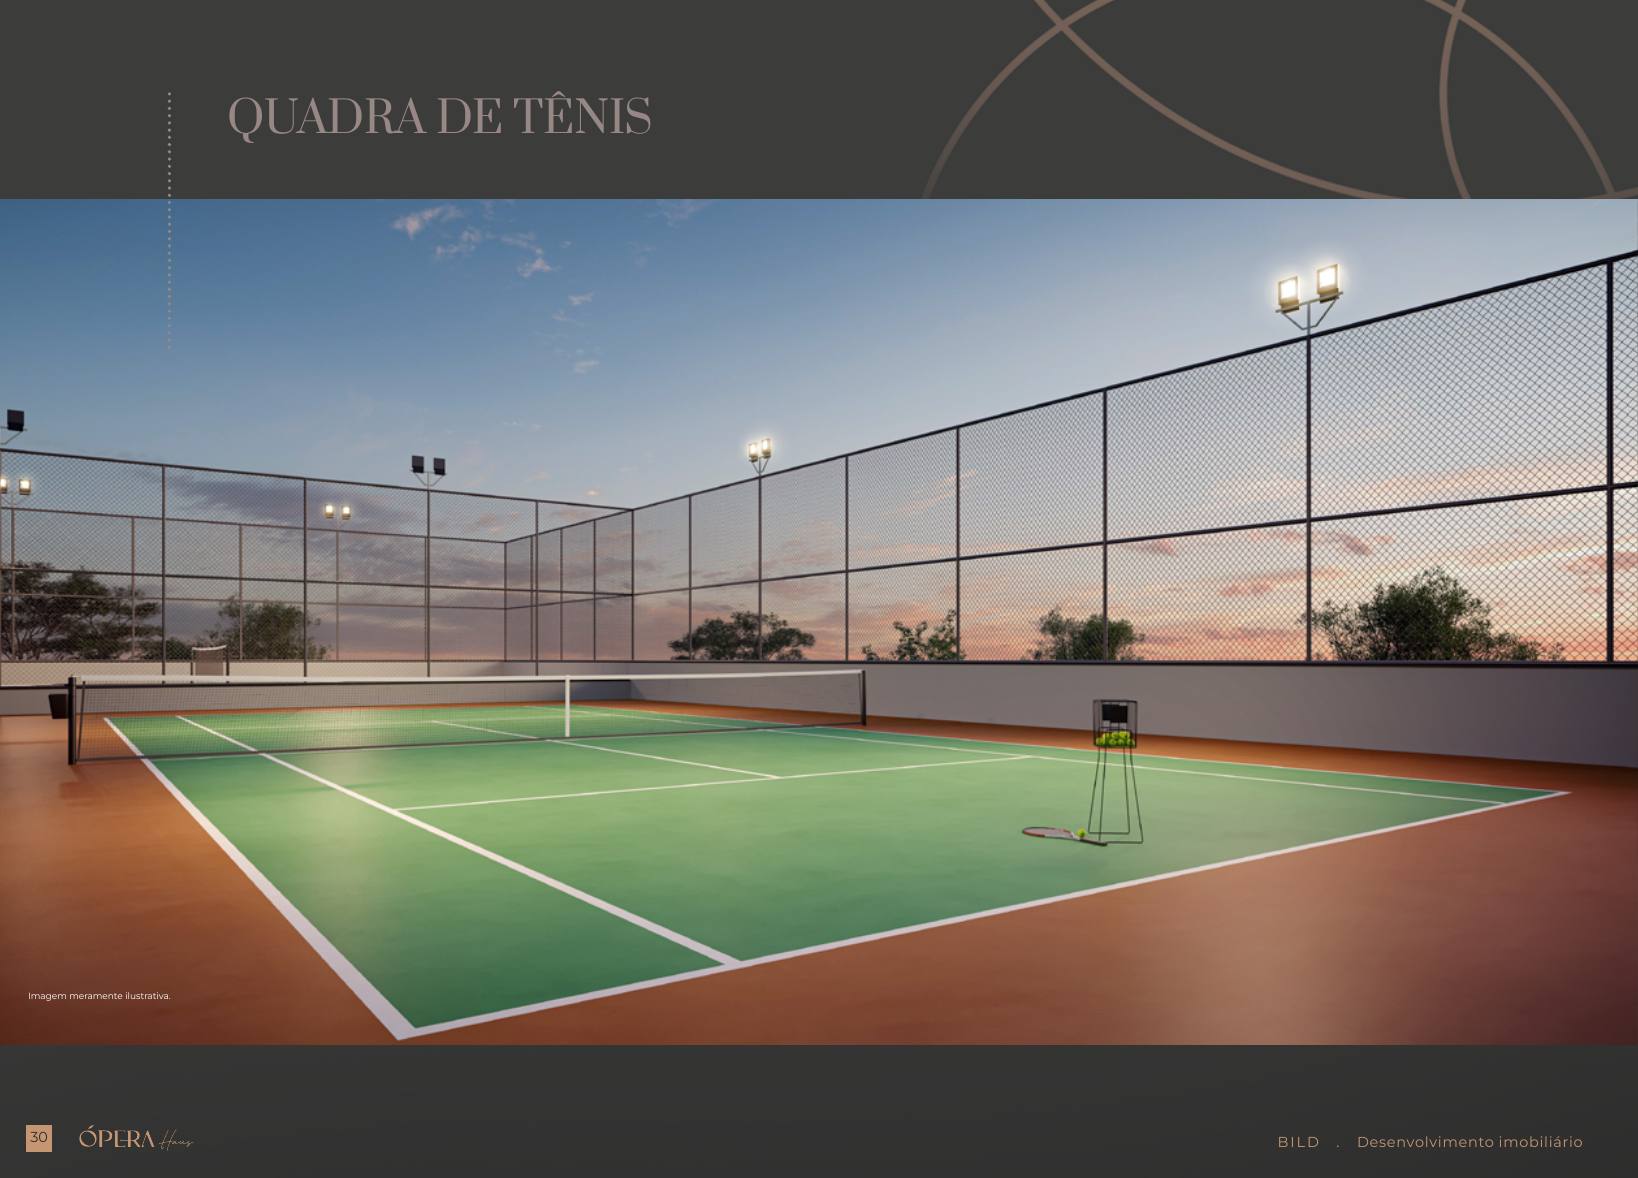 QUADRA DE TÊNIS
Imagem meramente ilustrativa.
30
ÓPERA Haus
BILD . Desenvolvimento imobiliário